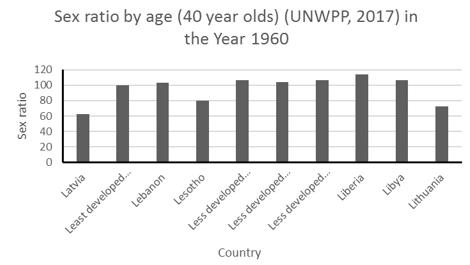 Sex ratio by age (40 year olds) (UNWPP, 2017) in
the Year 1960
120
100
80
60
40
20
0
Sex ratio
Latvia
Least developed...
Lebanon
Lesotho
Less developed...
Less developed...
Less developed...
Liberia
Libya
Lithuania
Country